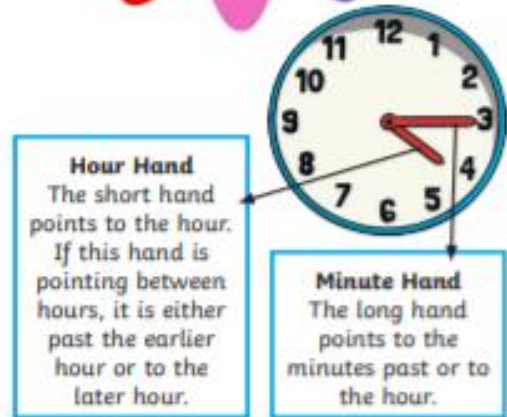 12
11 1
10 2
9 3
8 4
7 5
6
Hour Hand
The short hand
points to the hour.
If this hand is
pointing between
hours, it is either
past the earlier
hour or to the
later hour.
Minute Hand
The long hand
points to the
minutes past or to
the hour.